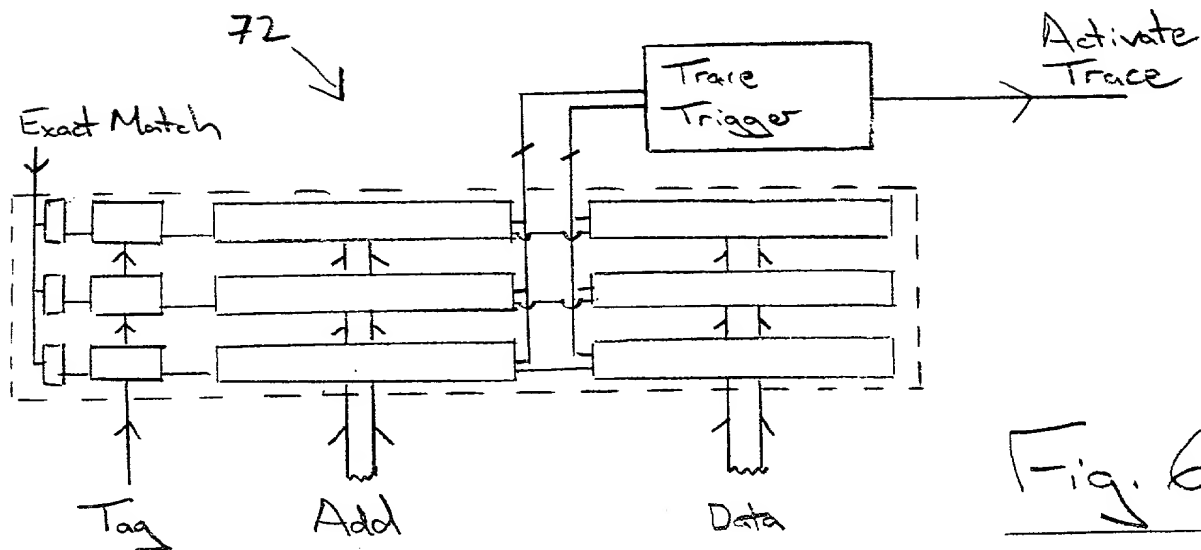 72
Activate
Trace
Trace
Trigger
Exact Match
Tag
Add
Data
Fig. 6